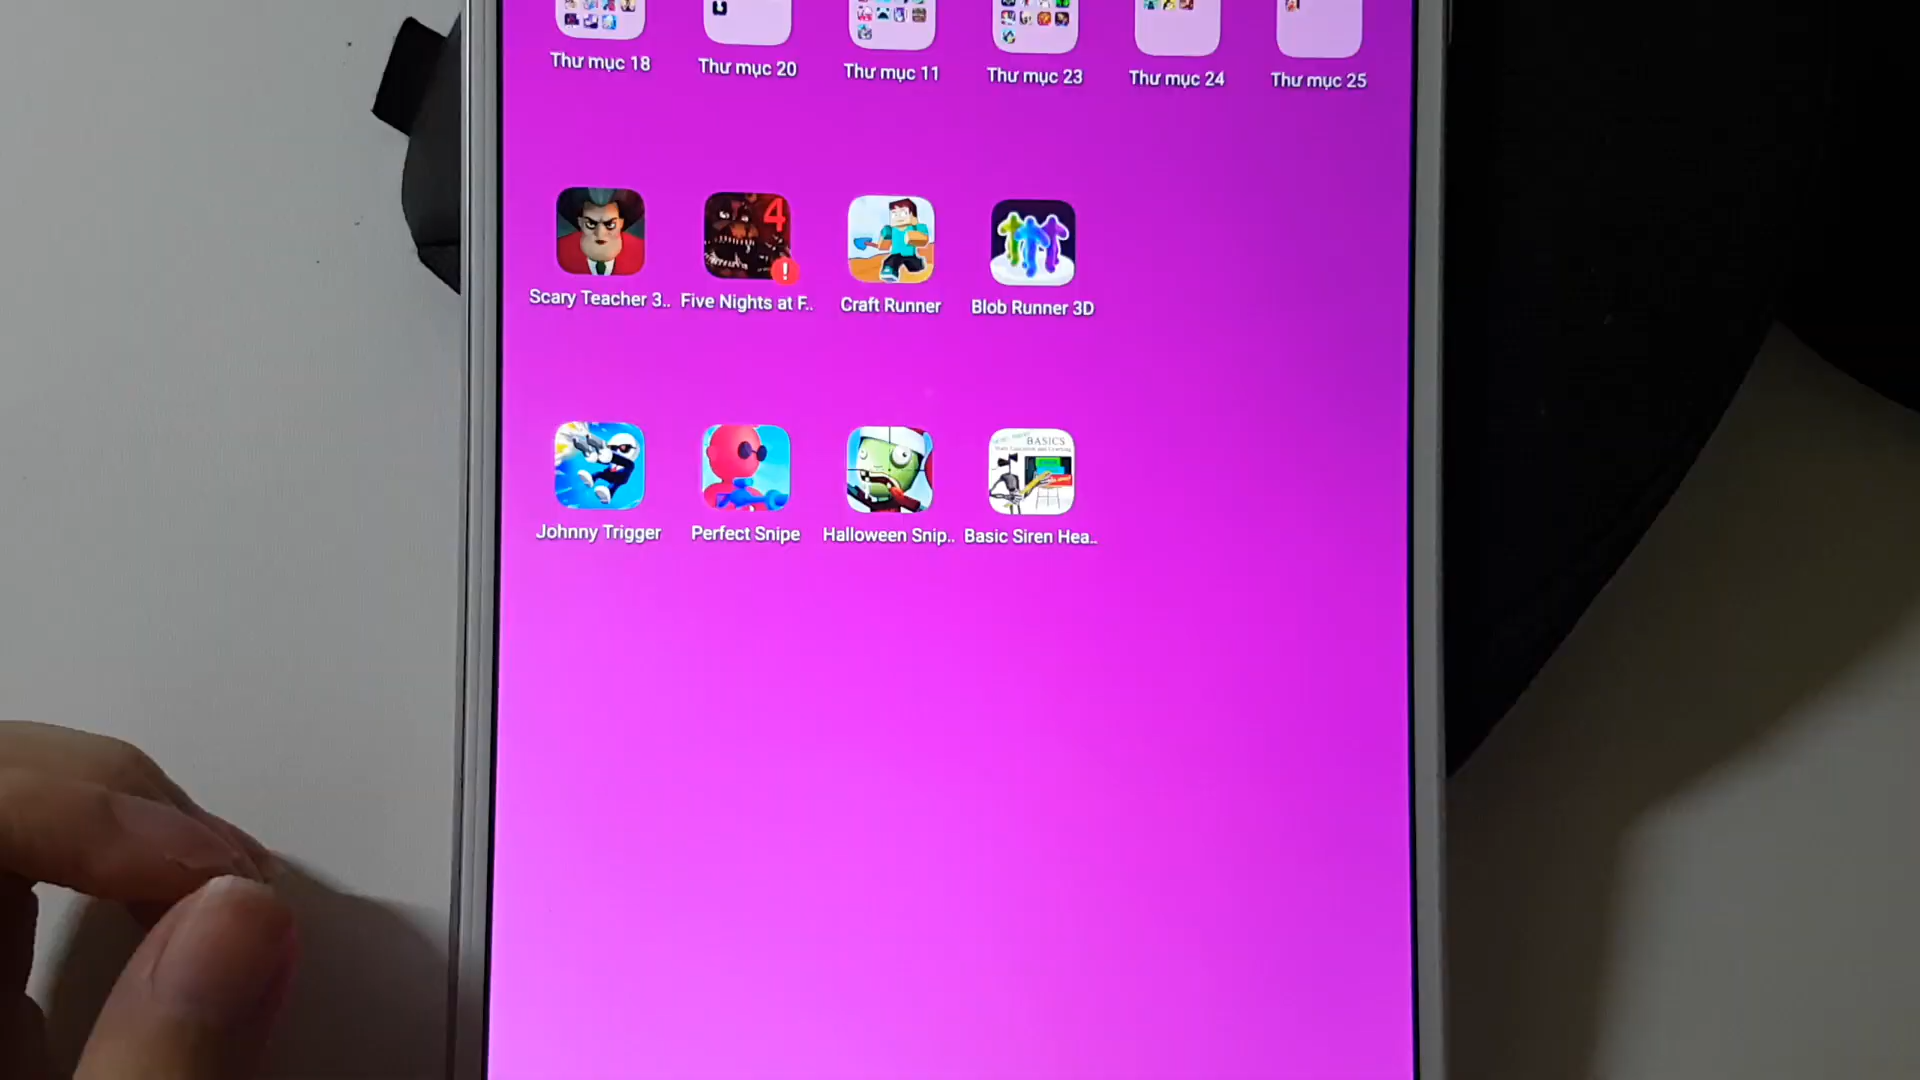 Thư mục 18 Thư mục 20 Thư mục 11 Thư mục 23 Thư mục 24 Thư mục 25
4
!
Scary Teacher 3.. Five Nights at F.. Craft Runner Blob Runner 3D
BASICS
Johnny Trigger Perfect Snipe Halloween Snip.. Basic Siren Hea..